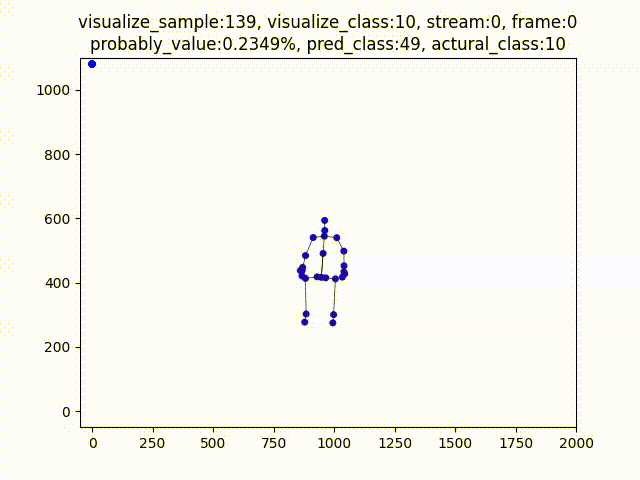 visualize_sample:139, visualize_class:10, stream:0, frame:0
probably_value:0.2349%, pred_class:49, actural_class:10
1000
800
600
400
200
0
0 250 500 750 1000 1250 1500 1750 2000